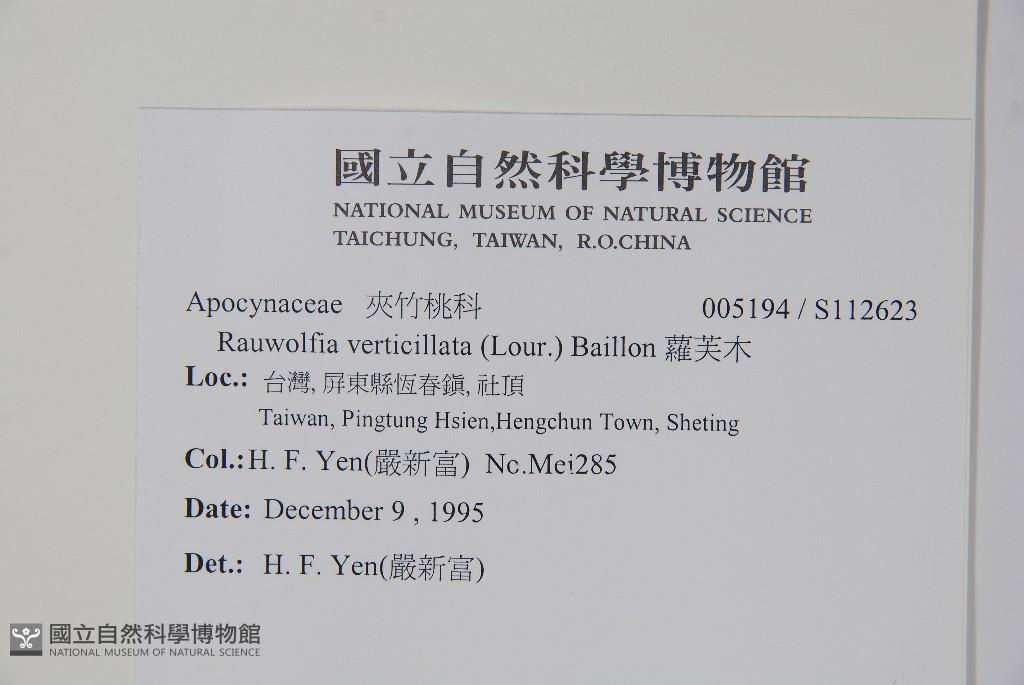 國立自然科學博物館
NATIONAL MUSEUM OF NATURAL SCIENCE
TAICHUNG, TAIWAN, R.O.CHINA
Apocynaceae 夾竹桃科 005194 / S112623
Rauwolfia verticillata (Lour.) Baillon 蘿芙木
Loc.: 台灣, 屏東縣恆春鎮, 社頂
Taiwan, Pingtung Hsien,Hengchun Town, Sheting
Col.: H. F. Yen(嚴新富) No.Mei285
Date: December 9 , 1995
Det.: H. F. Yen(嚴新富)
國立自然科學博物館
NATIONAL MUSEUM OF NATURAL SCIENCE